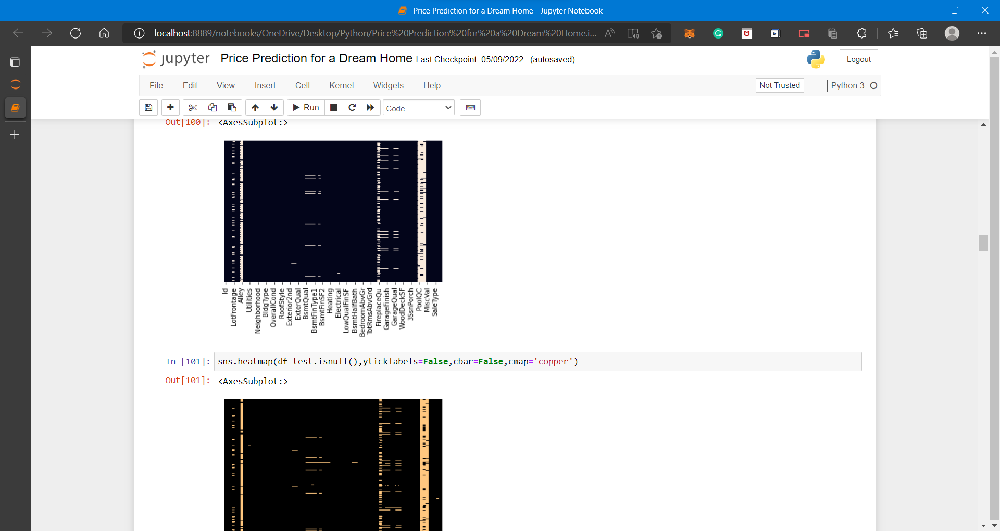 Price Prediction for a Dream Home - Jupyter Notebook
localhost:8889/notebooks/OneDrive/Desktop/Python/Price%20Prediction%20for%20a%20Dream%20Home.i...
jupyter Price Prediction for a Dream Home Last Checkpoint: 05/09/2022 (autosaved)
Logout
File Edit View Insert Cell Kernel Widgets Help
Not Trusted
Python 3
Run
Code
Out[100]: <AxesSubplot:>
Id
LotFrontage
Alley
Utilities
Neighborhood
BldgType
OverallCond
RoofStyle
Exterior2nd
ExterQual
BsmtQual
BsmtFinType1
BsmtFinSF2
Heating
Electrical
LowQualFinSF
BsmtHalfBath
BedroomAbvGr
TotRmsAbvGrd
FireplaceQu
GarageFinish
GarageQual
WoodDeckSF
3SsnPorch
PoolQC
MiscVal
SaleType
In [101]: sns.heatmap(df_test.isnull(),yticklabels=False,cbar=False,cmap='copper')
Out[101]: <AxesSubplot:>